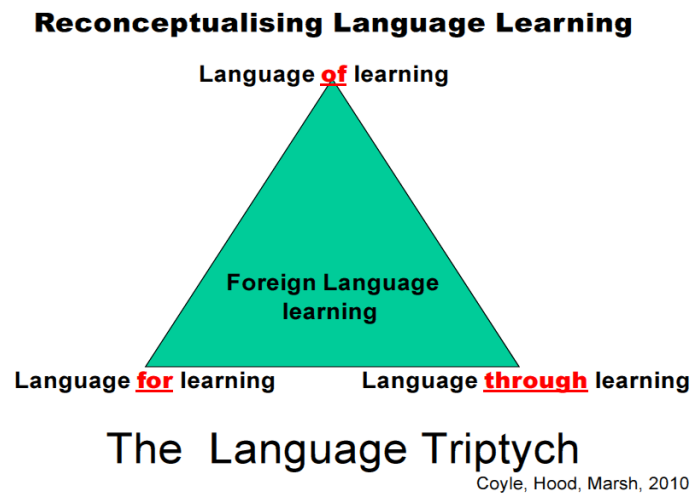 Reconceptualising Language Learning
Language of learning
Foreign Language
learning
Language for learning
Language through learning
The Language Triptych
Coyle, Hood, Marsh, 2010